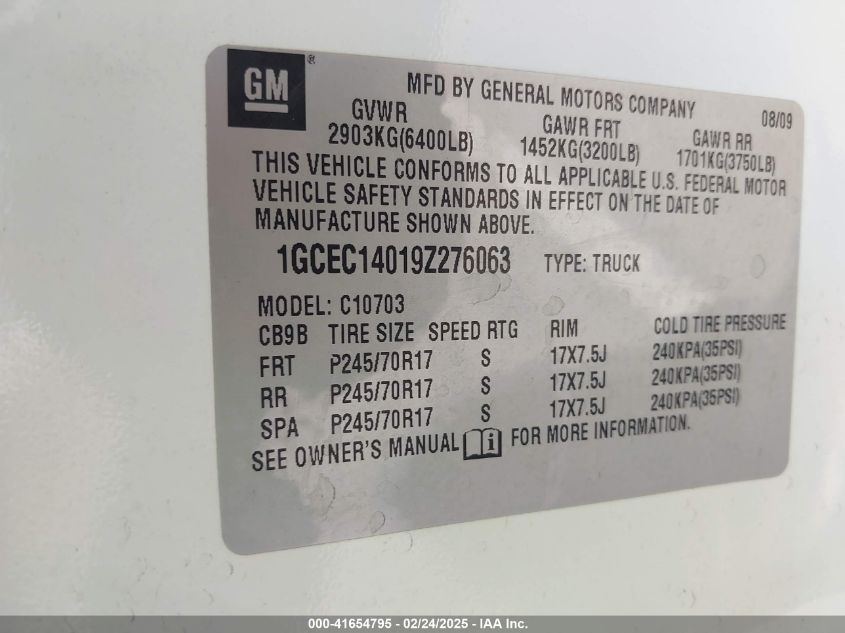 GM®
MFD BY GENERAL MOTORS COMPANY 08/09
GVWR GAWR FRT GAWR RR
2903KG(6400LB) 1452KG(3200LB) 1701KG(3750LB)
THIS VEHICLE CONFORMS TO ALL APPLICABLE U.S. FEDERAL MOTOR
VEHICLE SAFETY STANDARDS IN EFFECT ON THE DATE OF
MANUFACTURE SHOWN ABOVE.
1GCEC14019Z276063 TYPE: TRUCK
MODEL: C10703
CB9B TIRE SIZE SPEED RTG RIM COLD TIRE PRESSURE
FRT P245/70R17 S 17X7.5J 240KPA(35PSI)
RR P245/70R17 S 17X7.5J 240KPA(35PSI)
SPA P245/70R17 S 17X7.5J 240KPA(35PSI)
SEE OWNER'S MANUAL i FOR MORE INFORMATION.
000-41654795 - 02/24/2025 - IAA Inc.